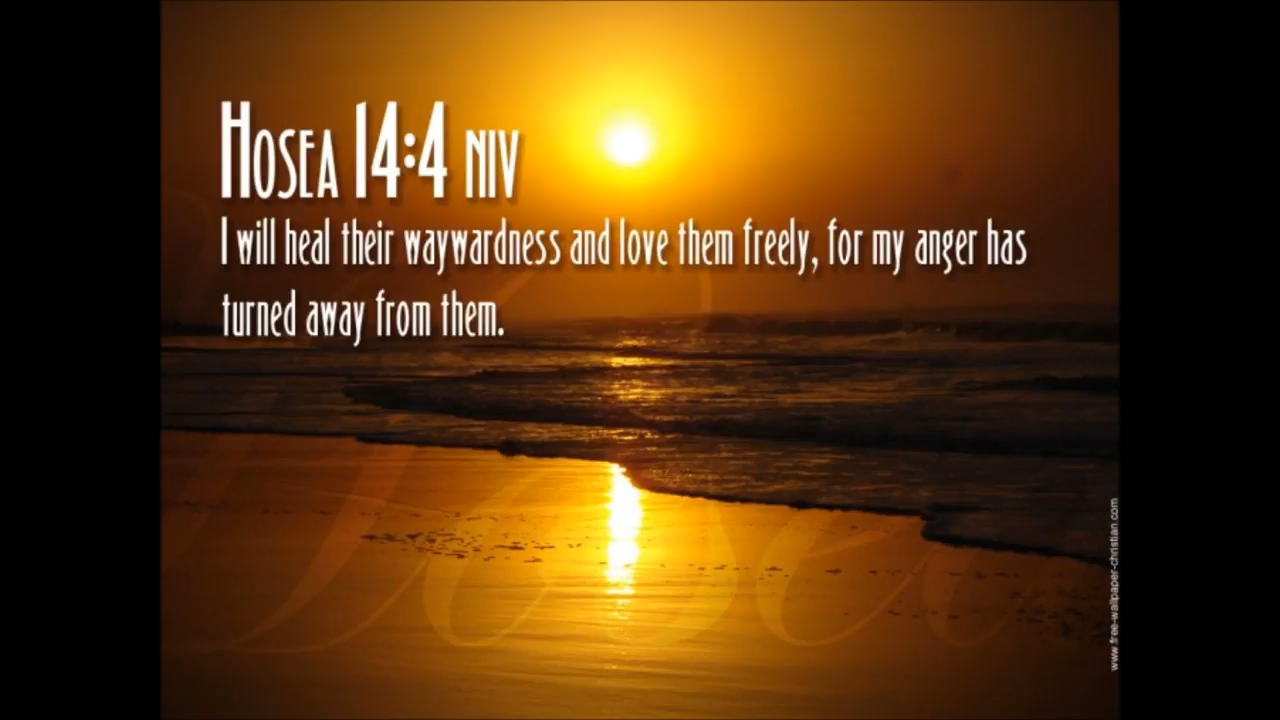 HOSEA 14:4 NIV
I will heal their waywardness and love them freely, for my anger has
turned away from them.
Hosea
www.free-wallpaper-christian.com